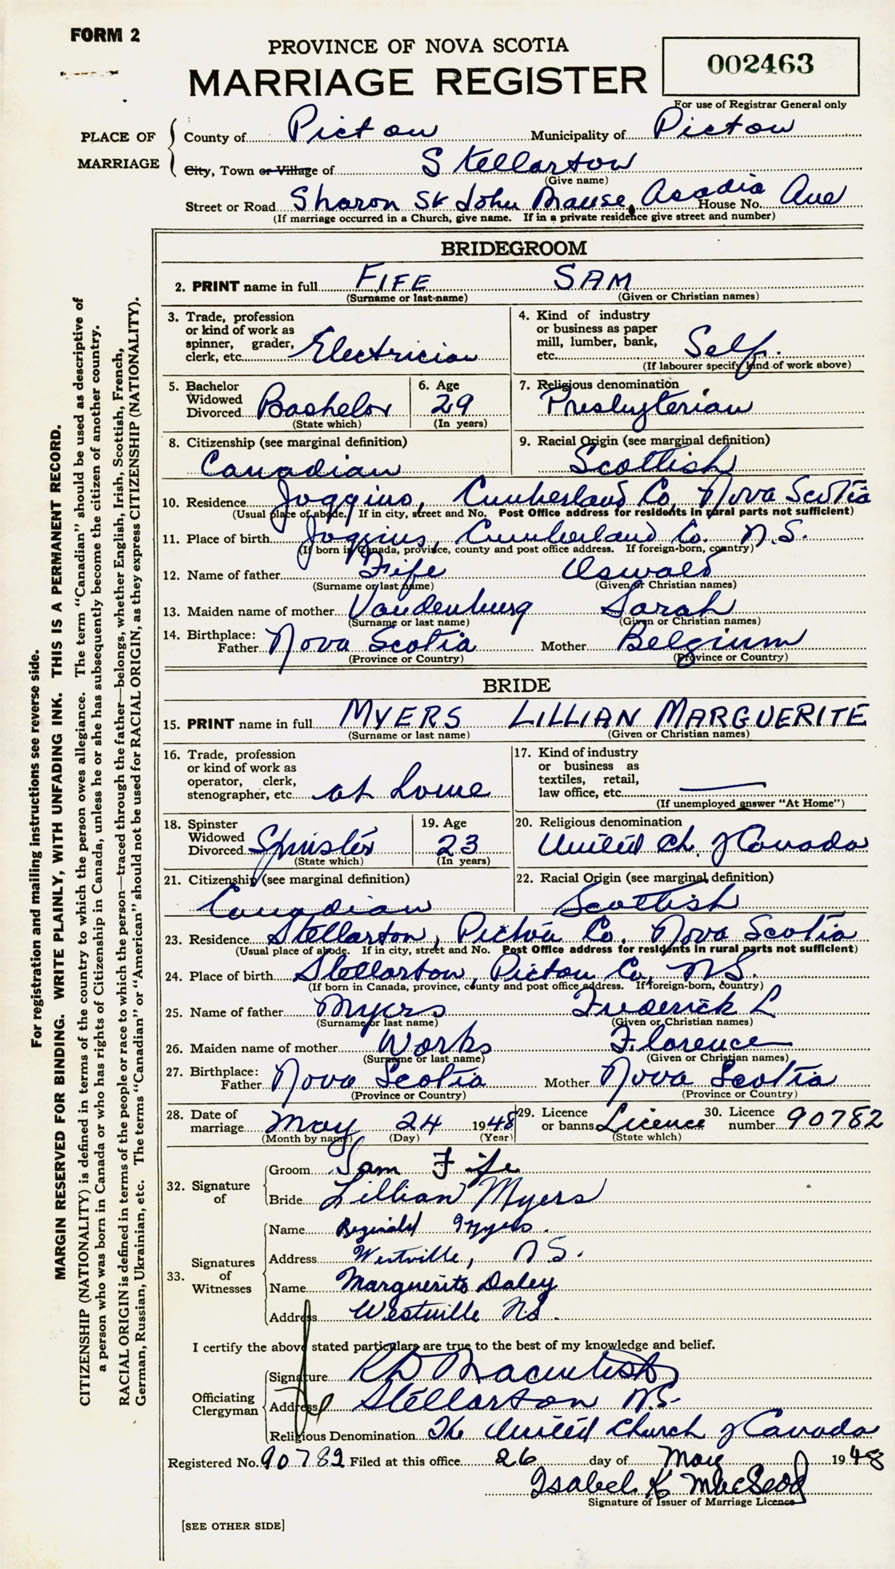 FORM 2
PROVINCE OF NOVA SCOTIA
MARRIAGE REGISTER
002463
For use of Registrar General only
PLACE OF MARRIAGE
County of Pictou Municipality of Pictou
City, Town or Village of Stellarton
(Give name)
Street or Road Sharon St John Manse, Acadia House No. Ave
(If marriage occurred in a Church, give name. If in a private residence give street and number)
BRIDEGROOM
2. PRINT name in full FIFE SAM
(Surname or last name) (Given or Christian names)
3. Trade, profession or kind of work as spinner, grader, clerk, etc. Electrician
4. Kind of industry or business as paper mill, lumber, bank, etc. Self.
(If labourer specify kind of work above)
5. Bachelor Widowed Divorced Bachelor
(State which)
6. Age 29
(In years)
7. Religious denomination
Presbyterian
8. Citizenship (see marginal definition)
Canadian
9. Racial Origin (see marginal definition)
Scottish
10. Residence Joggins, Cumberland Co, Nova Scotia
(Usual place of abode. If in city, street and No. Post Office address for residents in rural parts not sufficient)
11. Place of birth Joggins, Cumberland Co. N.S.
(If born in Canada, province, county and post office address. If foreign-born, country)
12. Name of father Fife Oswald
(Surname or last name) (Given or Christian names)
13. Maiden name of mother Vandenburg Sarah
(Surname or last name) (Given or Christian names)
14. Birthplace: Father Nova Scotia Mother Belgium
(Province or Country) (Province or Country)
BRIDE
15. PRINT name in full MYERS LILLIAN MARGUERITE
(Surname or last name) (Given or Christian names)
16. Trade, profession or kind of work as operator, clerk, stenographer, etc. at home
17. Kind of industry or business as textiles, retail, law office, etc.
(If unemployed answer "At Home")
18. Spinster Widowed Divorced Spinster
(State which)
19. Age 23
(In years)
20. Religious denomination
United Ch. of Canada
21. Citizenship (see marginal definition)
Canadian
22. Racial Origin (see marginal definition)
Scottish
23. Residence Stellarton, Pictou Co. Nova Scotia
(Usual place of abode. If in city, street and No. Post Office address for residents in rural parts not sufficient)
24. Place of birth Stellarton, Pictou Co, N.S.
(If born in Canada, province, county and post office address. If foreign-born, country)
25. Name of father Myers Frederick L
(Surname or last name) (Given or Christian names)
26. Maiden name of mother Works Florence
(Surname or last name) (Given or Christian names)
27. Birthplace: Father Nova Scotia Mother Nova Scotia
(Province or Country) (Province or Country)
28. Date of marriage May 24 1948
(Month by name) (Day) (Year)
29. Licence or banns Licence
(State which)
30. Licence number 90782
32. Signature of
Groom Sam Fife
Bride Lillian Myers
33. Signatures of Witnesses
Name Reginald Myers.
Address Westville, N.S.
Name Marguerite Daley
Address Westville NS.
I certify the above stated particulars are true to the best of my knowledge and belief.
Officiating Clergyman
Signature MacIntosh
Address Stellarton N.S.
Religious Denomination The United Church of Canada
Registered No. 90782 Filed at this office 26 day of May 1948
Isabel K MacLeod
Signature of Issuer of Marriage Licence
[SEE OTHER SIDE]
For registration and mailing instructions see reverse side.
MARGIN RESERVED FOR BINDING. WRITE PLAINLY, WITH UNFADING INK. THIS IS A PERMANENT RECORD.
CITIZENSHIP (NATIONALITY) is defined in terms of the country to which the person owes allegiance. The term "Canadian" should be used as descriptive of
a person who was born in Canada or who has rights of Citizenship in Canada, unless he or she has subsequently become the citizen of another country.
RACIAL ORIGIN is defined in terms of the people or race to which the person—traced through the father—belongs, whether English, Irish, Scottish, French,
German, Russian, Ukrainian, etc. The terms "Canadian" or "American" should not be used for RACIAL ORIGIN, as they express CITIZENSHIP (NATIONALITY).